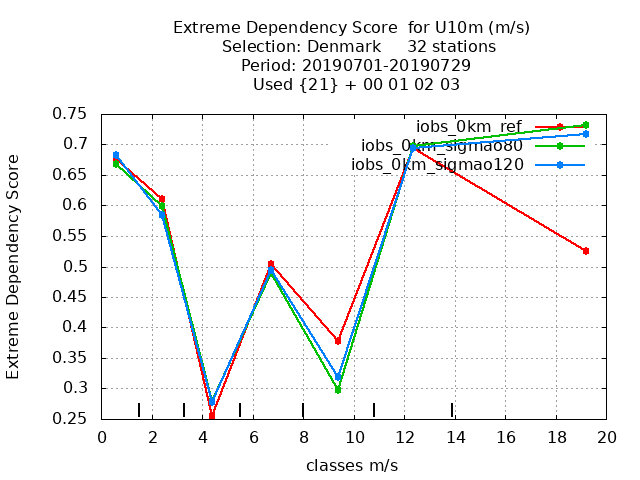 Extreme Dependency Score  for U10m (m/s)
Selection: Denmark     32 stations
Period: 20190701-20190729
Used {21} + 00 01 02 03
iobs_0km_ref
iobs_0km_sigmao80
iobs_0km_sigmao120
Extreme Dependency Score
0.75
0.7
0.65
0.6
0.55
0.5
0.45
0.4
0.35
0.3
0.25
0 2 4 6 8 10 12 14 16 18 20
classes m/s